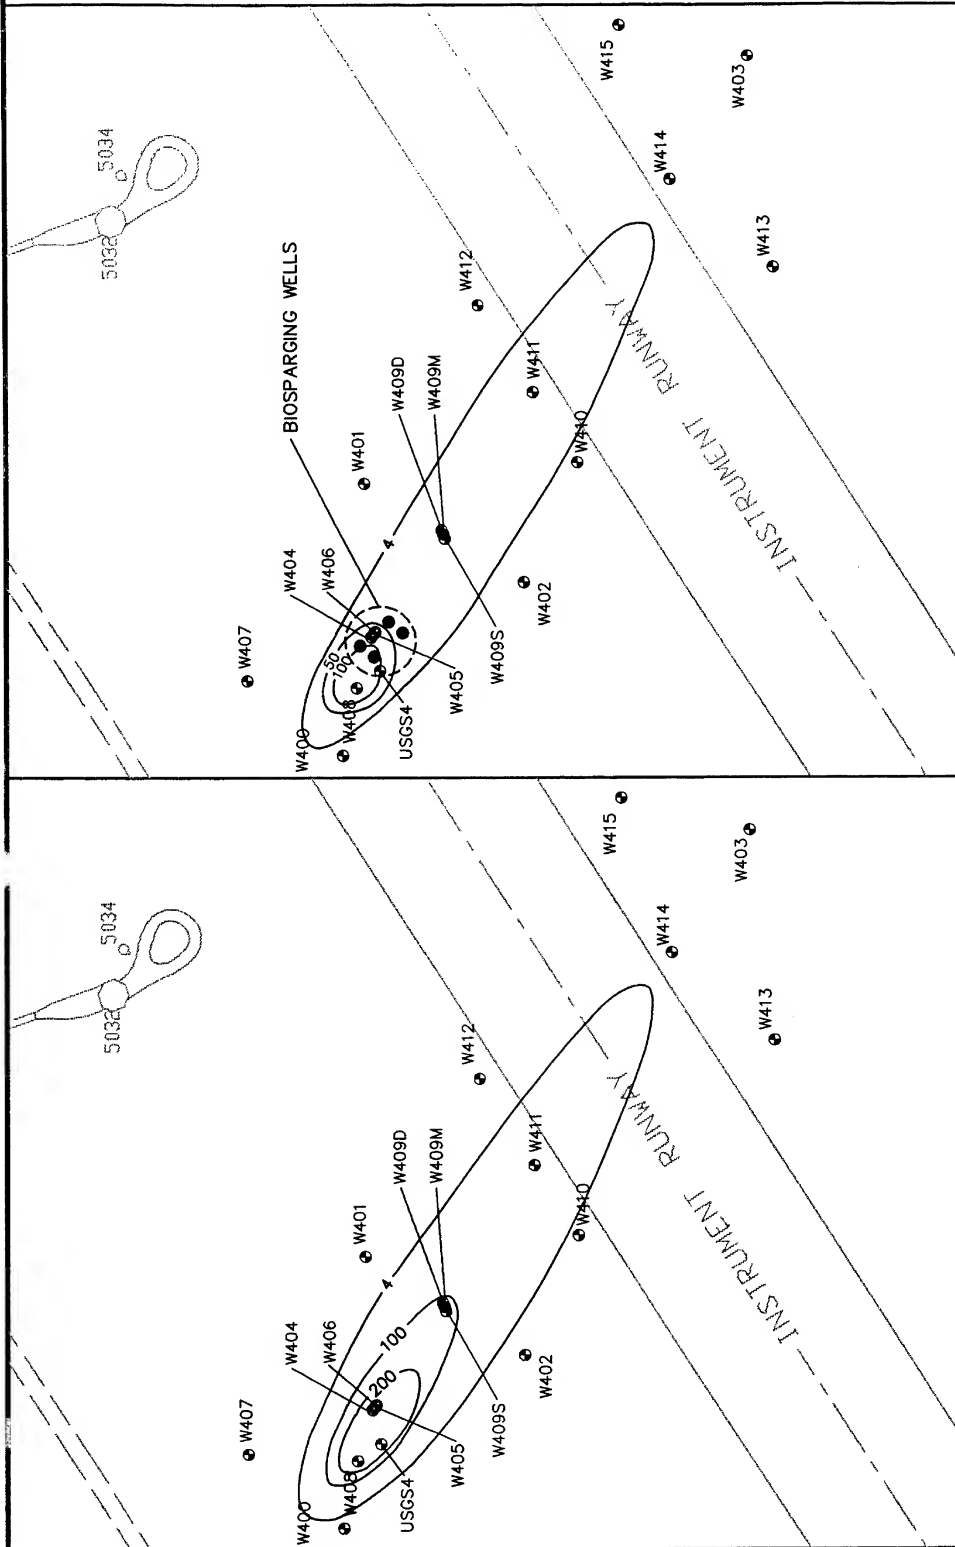 5032
5034
W415
W403
W414
W413
W412
BIOSPARGING WELLS
W409D
W409M
W411
W401
W410
W404
W406
4
W402
W407
50
100
W409S
W405
W400
W408
USGS4
INSTRUMENT RUNWAY
5032
5034
W415
W403
W414
W413
W412
W409D
W409M
W411
W401
W410
W404
W406
4
100
200
W402
W407
W409S
W405
W400
W408
USGS4
INSTRUMENT RUNWAY